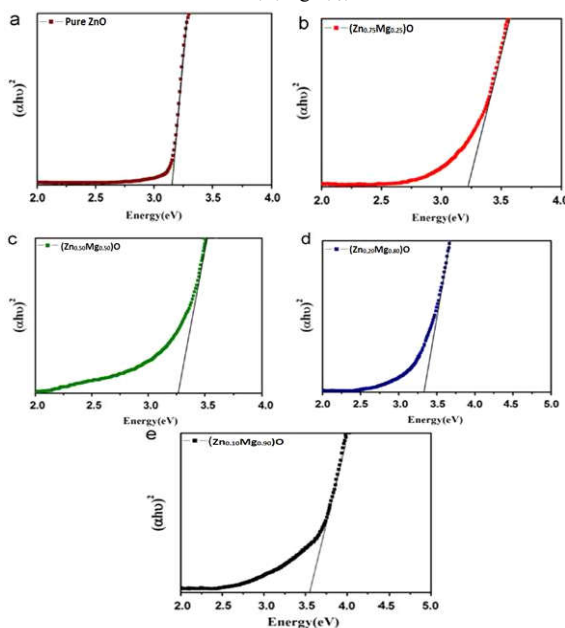 a
Pure ZnO
(αhυ)²
2.0 2.5 3.0 3.5 4.0
Energy(eV)
b
(Zn0.75Mg0.25)O
(αhυ)²
2.0 2.5 3.0 3.5 4.0
Energy(eV)
c
(Zn0.50Mg0.50)O
(αhυ)²
2.0 2.5 3.0 3.5 4.0
Energy(eV)
d
(Zn0.20Mg0.80)O
(αhυ)²
2.0 2.5 3.0 3.5 4.0 4.5 5.0
Energy(eV)
e
(Zn0.10Mg0.90)O
(αhυ)²
2.0 2.5 3.0 3.5 4.0 4.5 5.0
Energy(eV)